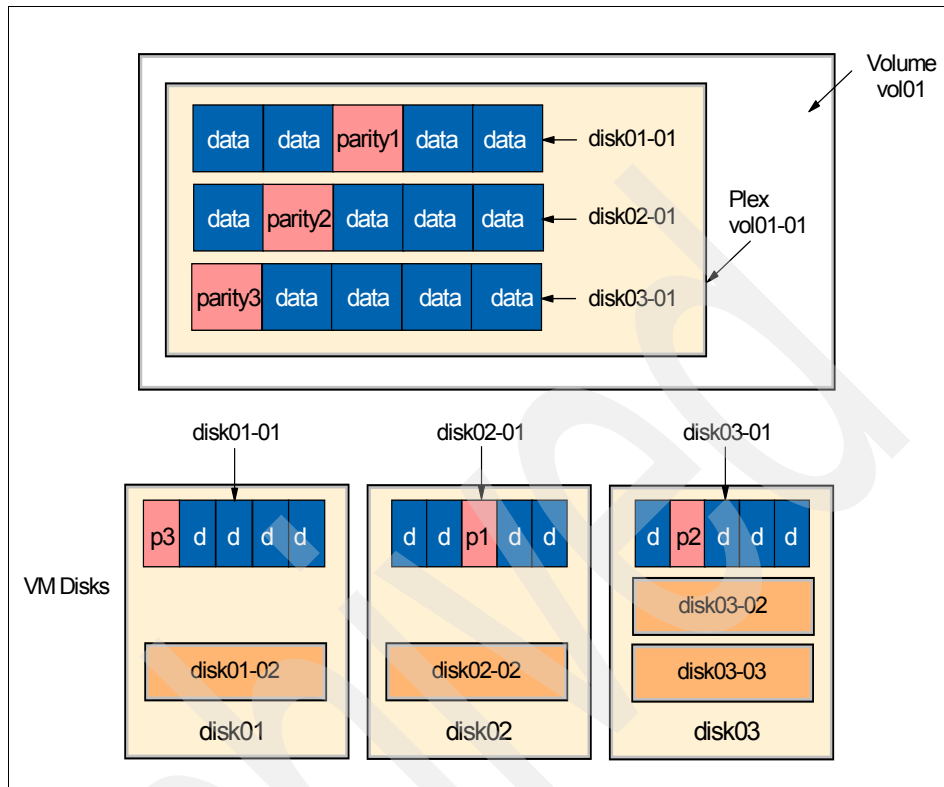 Volume
vol01
data data parity1 data data
disk01-01
data parity2 data data data
disk02-01
Plex
vol01-01
parity3 data data data data
disk03-01
disk01-01 disk02-01 disk03-01
p3 d d d d
d d p1 d d
d p2 d d d
VM Disks
disk03-02
disk01-02
disk02-02
disk03-03
disk01
disk02
disk03